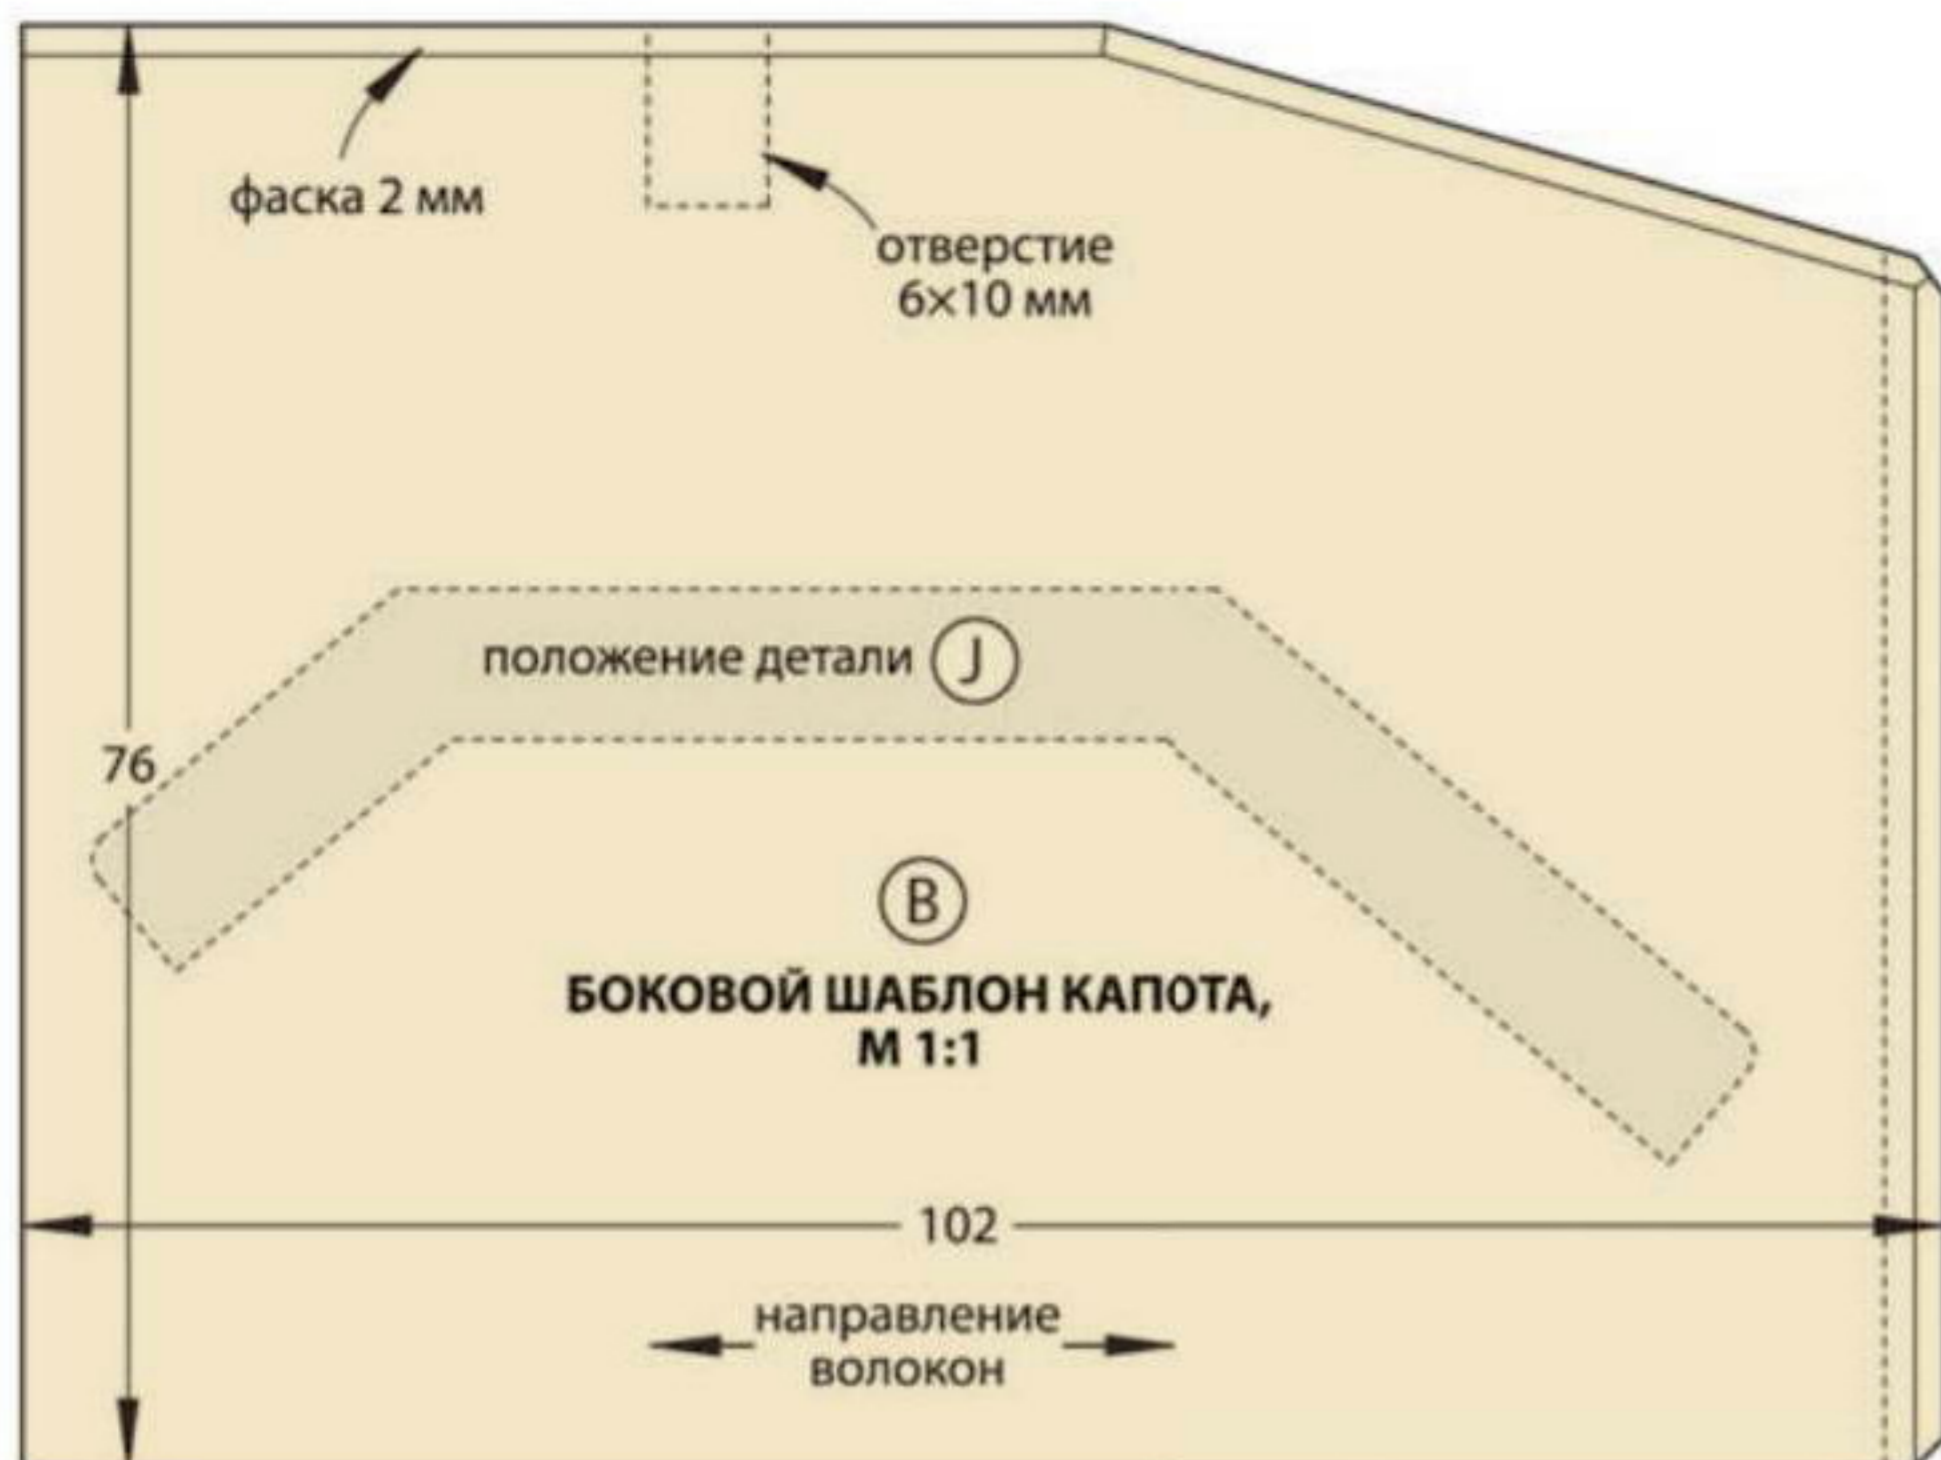 фаска 2 мм
отверстие
6×10 мм
положение детали J
76
B
БОКОВОЙ ШАБЛОН КАПОТА,
М 1:1
102
направление
волокон